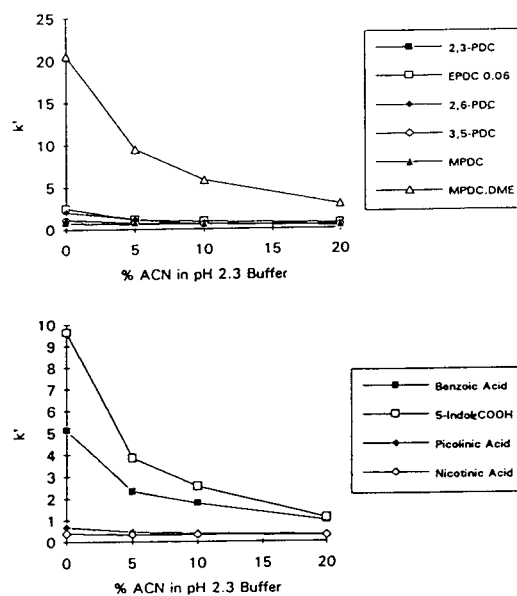 25
20
15
10
5
0
k'
0 5 10 15 20
% ACN in pH 2.3 Buffer
2,3-PDC
EPDC 0.06
2,6-PDC
3,5-PDC
MPDC
MPDC.DME
10
9
8
7
6
5
4
3
2
1
0
k'
0 5 10 15 20
% ACN in pH 2.3 Buffer
Benzoic Acid
5-IndoleCOOH
Picolinic Acid
Nicotinic Acid